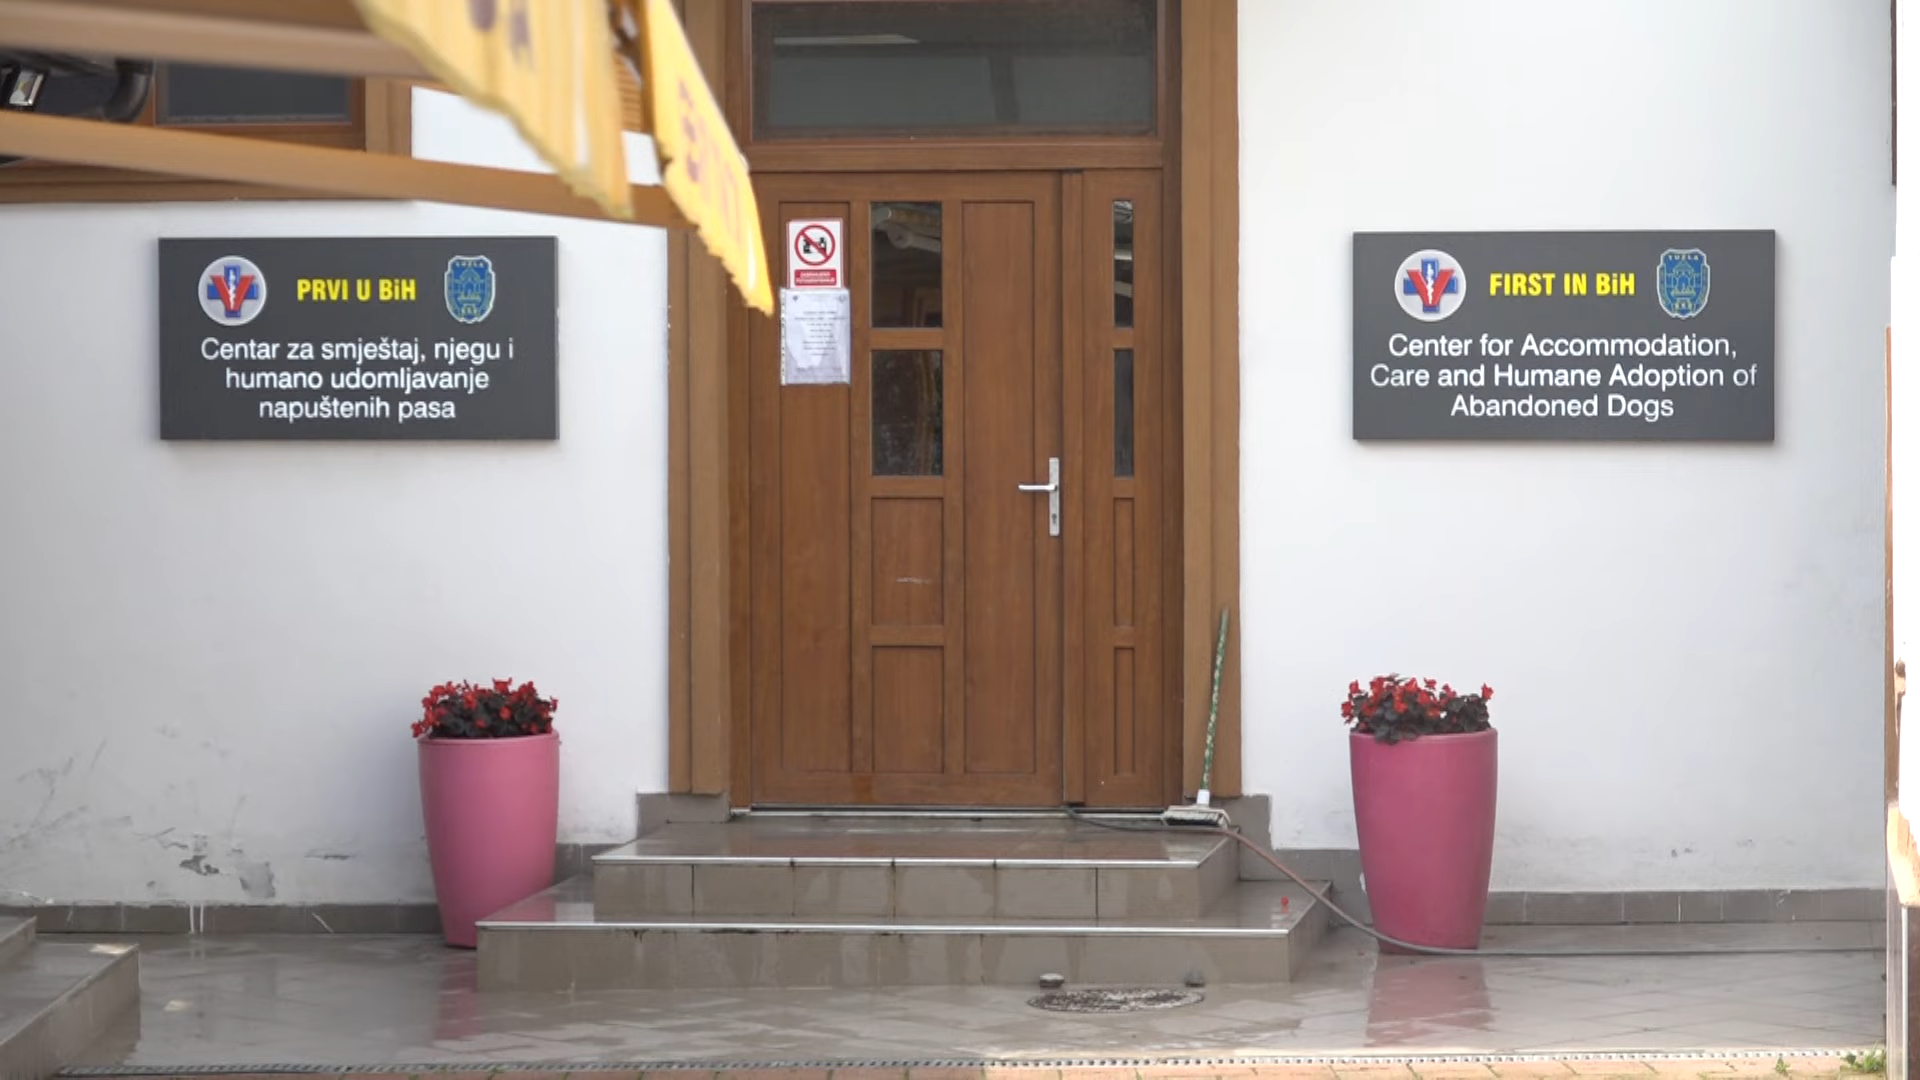 PRVI U BiH
Centar za smještaj, njegu i
humano udomljavanje
napuštenih pasa
TUZLA
FIRST IN BiH
Center for Accommodation,
Care and Humane Adoption of
Abandoned Dogs